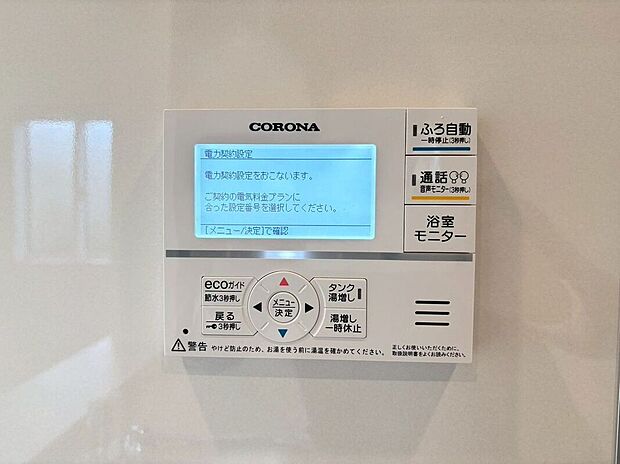 CORONA
電力契約設定
電力契約設定をおこないます。
ご契約の電気料金プランに
合った設定番号を選択してください。
[メニュー/決定]で確認
ふろ自動
一時停止(3秒押し)
通話
音声モニター(3秒押し)
浴室
モニター
ecoガイド
節水3秒押し
戻る
3秒押し
メニュー
決定
タンク
湯増し
湯増し
一時休止
警告 やけど防止のため、お湯を使う前に湯温を確かめてください。
正しくお使いいただくために、
取扱説明書をよくお読みください。